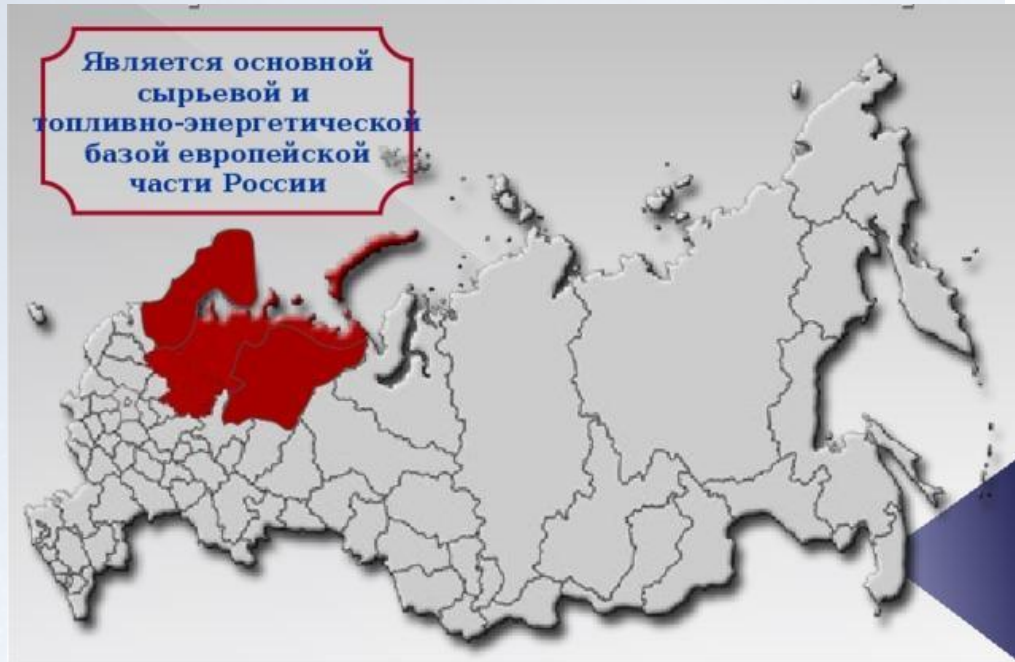 Является основной
сырьевой и
топливно-энергетической
базой европейской
части России